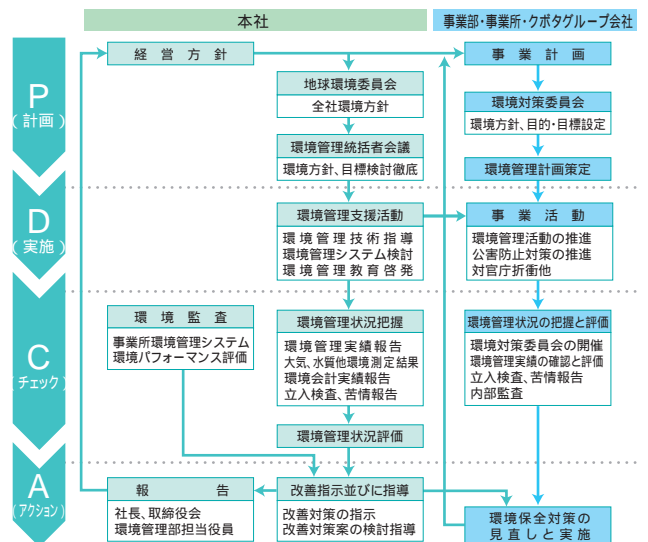 本社
事業部・事業所・クボタグループ会社
P
(計画)
経営方針
事業計画
地球環境委員会
全社環境方針
環境対策委員会
環境方針、目的・目標設定
環境管理統括者会議
環境方針、目標検討徹底
環境管理計画策定
D
(実施)
環境管理支援活動
環境管理技術指導
環境管理システム検討
環境管理教育啓発
事業活動
環境管理活動の推進
公害防止対策の推進
対官庁折衝他
C
(チェック)
環境監査
事業所環境管理システム
環境パフォーマンス評価
環境管理状況把握
環境管理実績報告
大気、水質他環境測定結果
環境会計実績報告
立入検査、苦情報告
環境管理状況の把握と評価
環境対策委員会の開催
環境管理実績の確認と評価
立入検査、苦情報告
内部監査
環境管理状況評価
A
(アクション)
報告
社長、取締役会
環境管理部担当役員
改善指示並びに指導
改善対策の指示
改善対策案の検討指導
環境保全対策の
見直しと実施